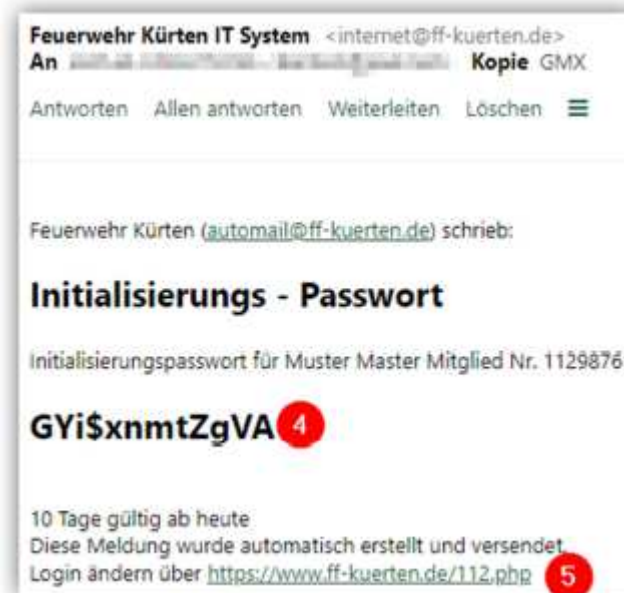 Feuerwehr Kürten IT System <internet@ff-kuerten.de>
An Kopie GMX
Antworten Allen antworten Weiterleiten Löschen
Feuerwehr Kürten (automail@ff-kuerten.de) schrieb:
Initialisierungs - Passwort
Initialisierungspasswort für Muster Master Mitglied Nr. 1129876
GYi$xnmtZgVA 4
10 Tage gültig ab heute
Diese Meldung wurde automatisch erstellt und versendet.
Login ändern über https://www.ff-kuerten.de/112.php 5